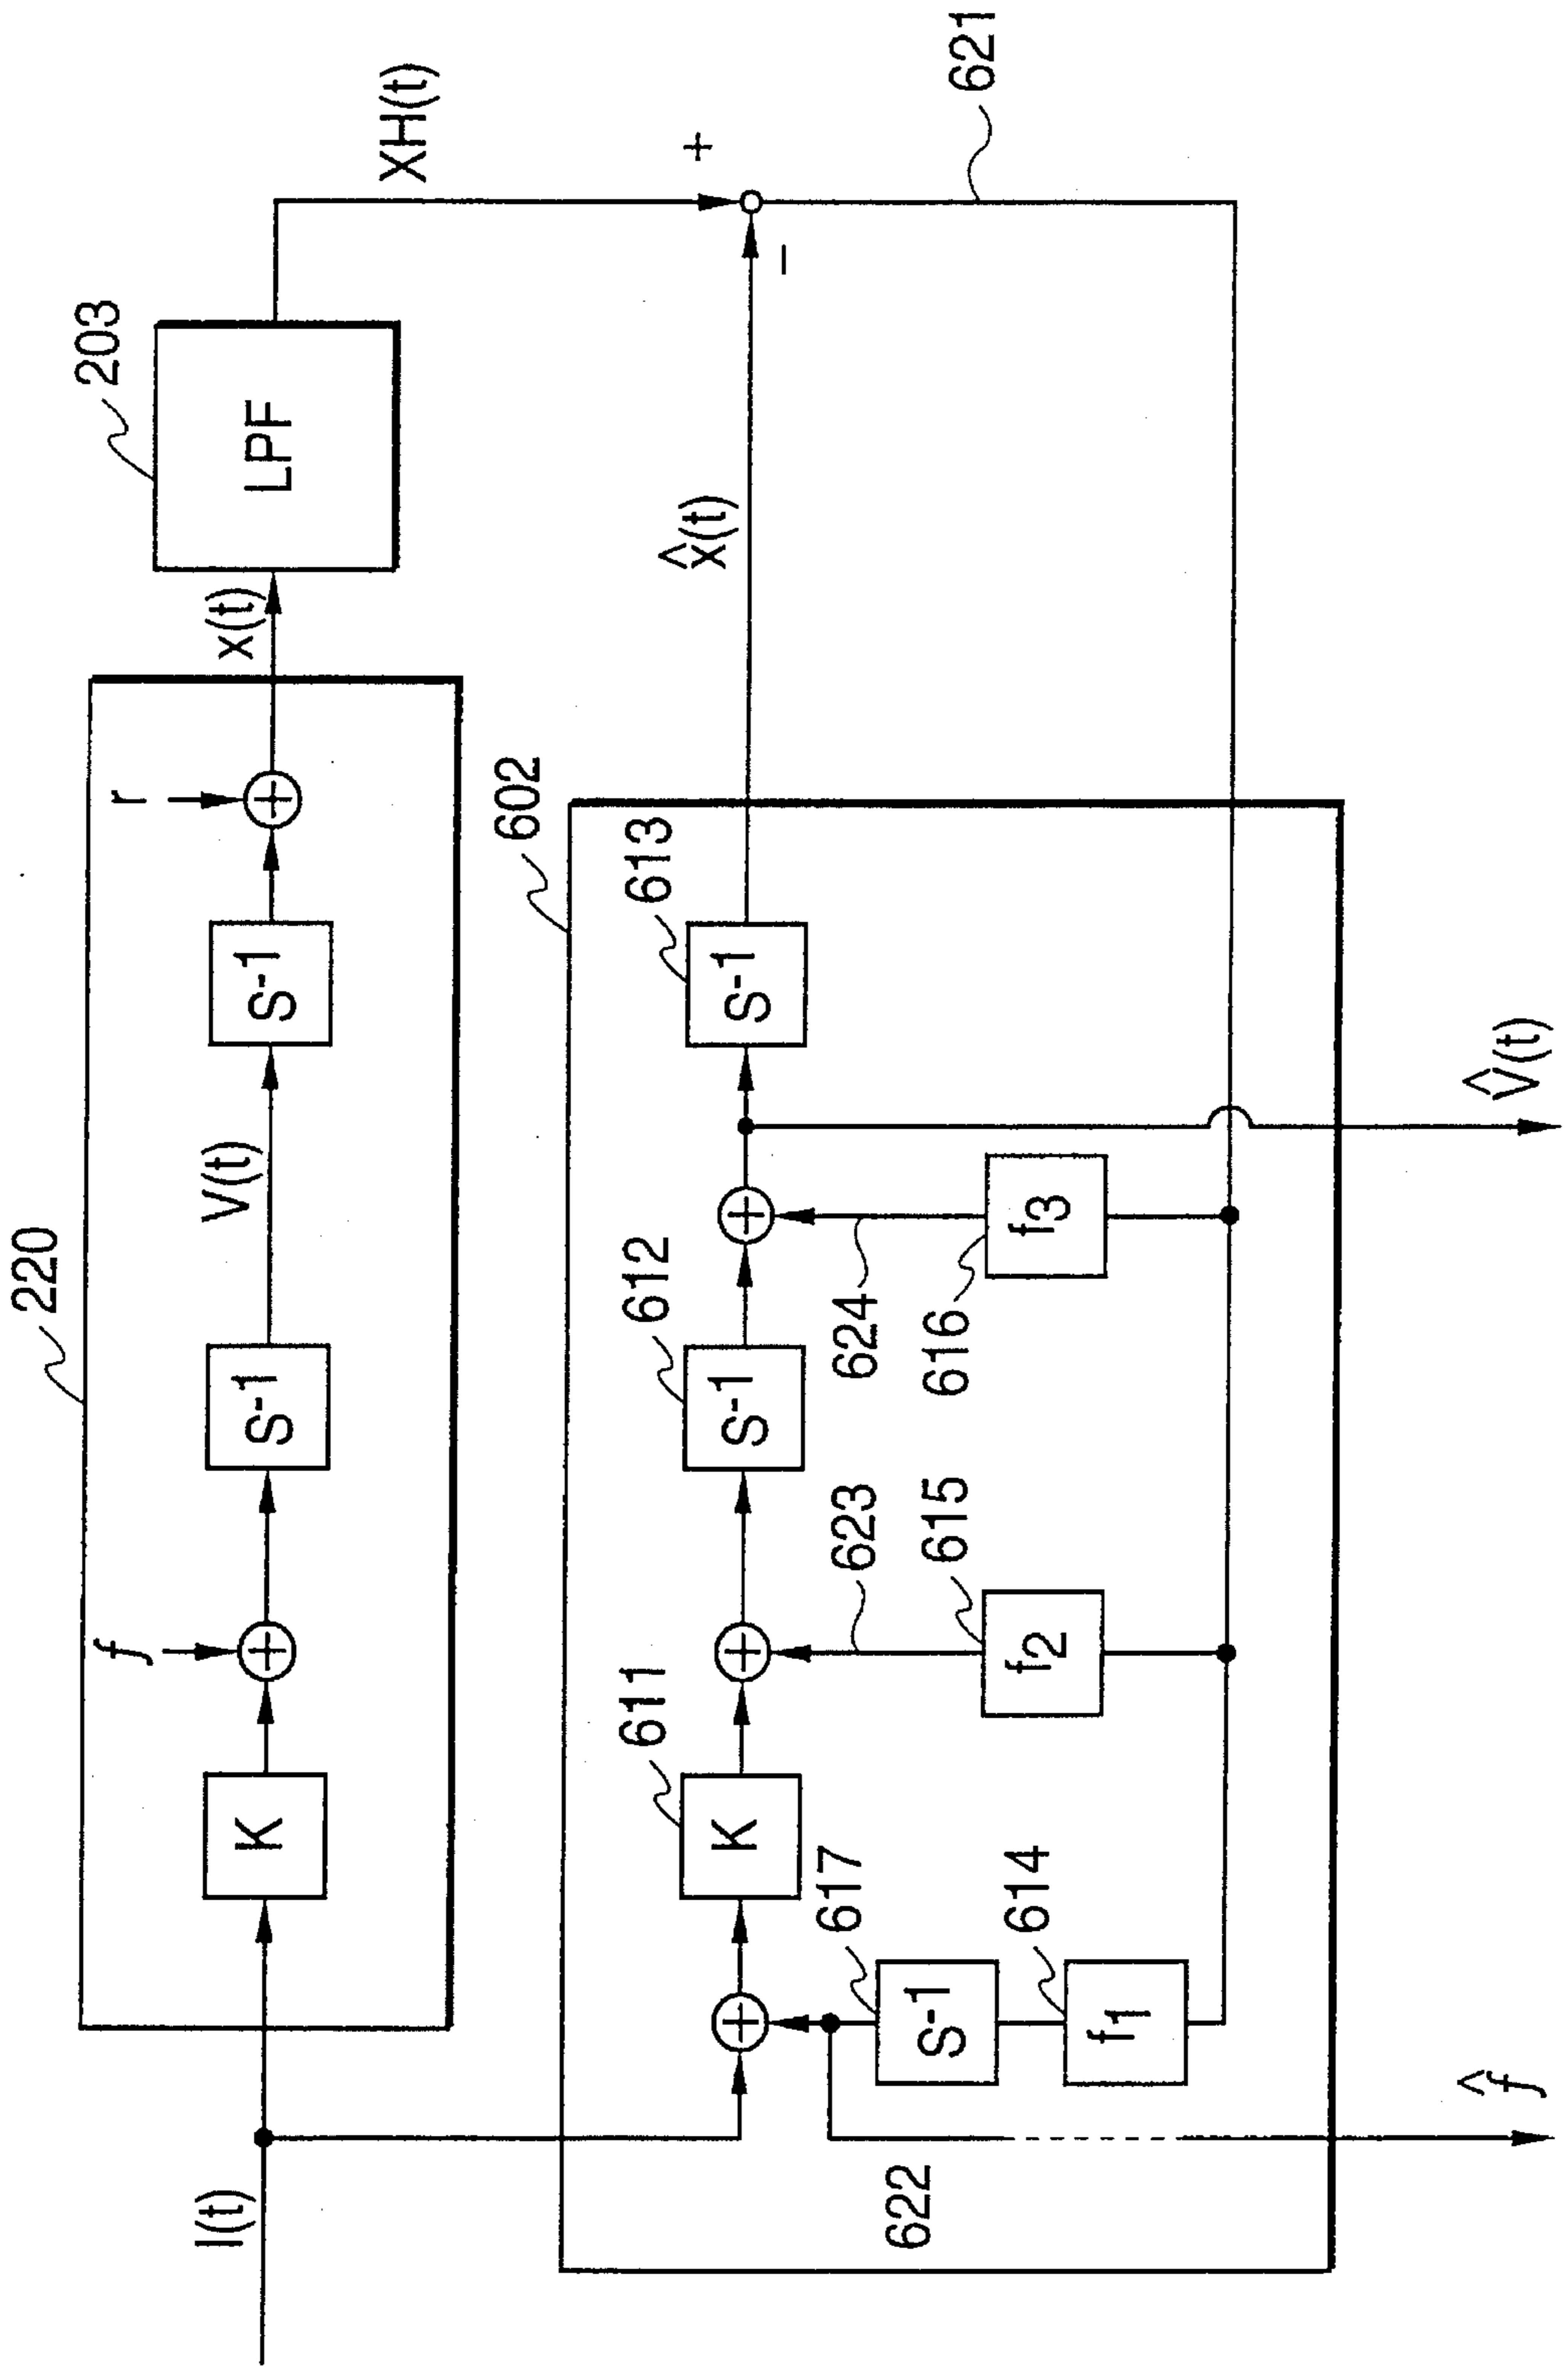 220
203
I(t)
K
f
+
S-1
V(t)
S-1
r
+
x(t)
LPF
XH(t)
+
−
602
611
612
613
+
K
+
S-1
+
S-1
x̂(t)
617
623
624
S-1
614
615
616
f1
f2
f3
622
621
f̂
V̂(t)